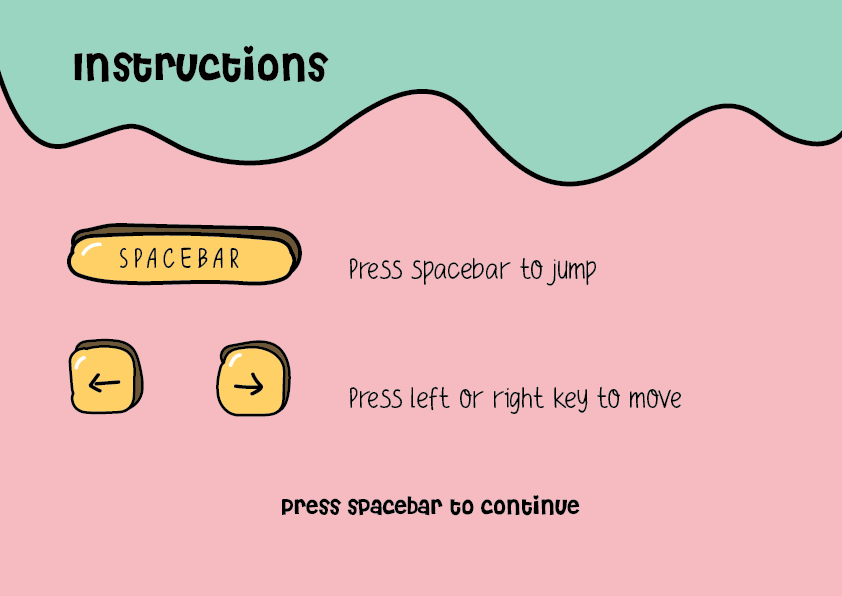 Instructions
SPACEBAR
Press spacebar to jump
Press left or right key to move
press spacebar to continue